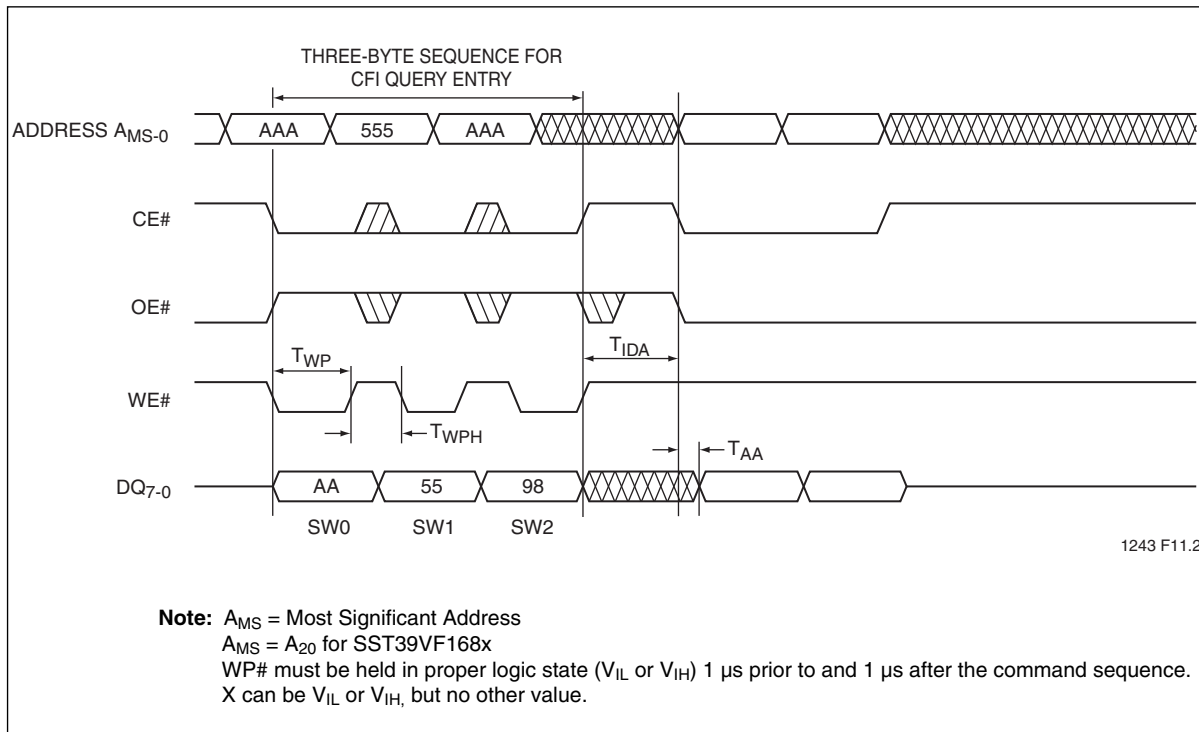 THREE-BYTE SEQUENCE FOR
CFI QUERY ENTRY
ADDRESS AMS-0
AAA 555 AAA
CE#
OE#
TWP
TIDA
WE#
TWPH
TAA
DQ7-0
AA 55 98
SW0 SW1 SW2
1243 F11.2
Note: AMS = Most Significant Address
AMS = A20 for SST39VF168x
WP# must be held in proper logic state (VIL or VIH) 1 µs prior to and 1 µs after the command sequence.
X can be VIL or VIH, but no other value.